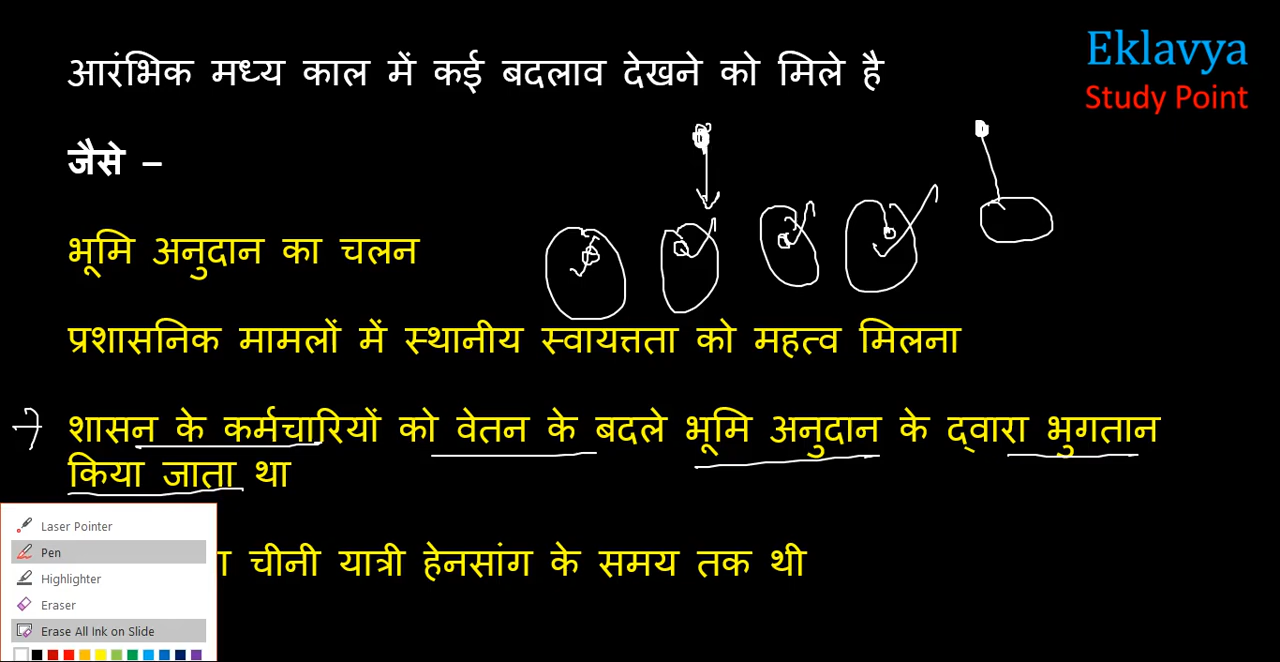 आरंभिक मध्य काल में कई बदलाव देखने को मिले है
Eklavya
Study Point
जैसे –
भूमि अनुदान का चलन
प्रशासनिक मामलों में स्थानीय स्वायत्तता को महत्व मिलना
शासन के कर्मचारियों को वेतन के बदले भूमि अनुदान के द्वारा भुगतान
किया जाता था
चीनी यात्री हेनसांग के समय तक थी
Laser Pointer
Pen
Highlighter
Eraser
Erase All Ink on Slide